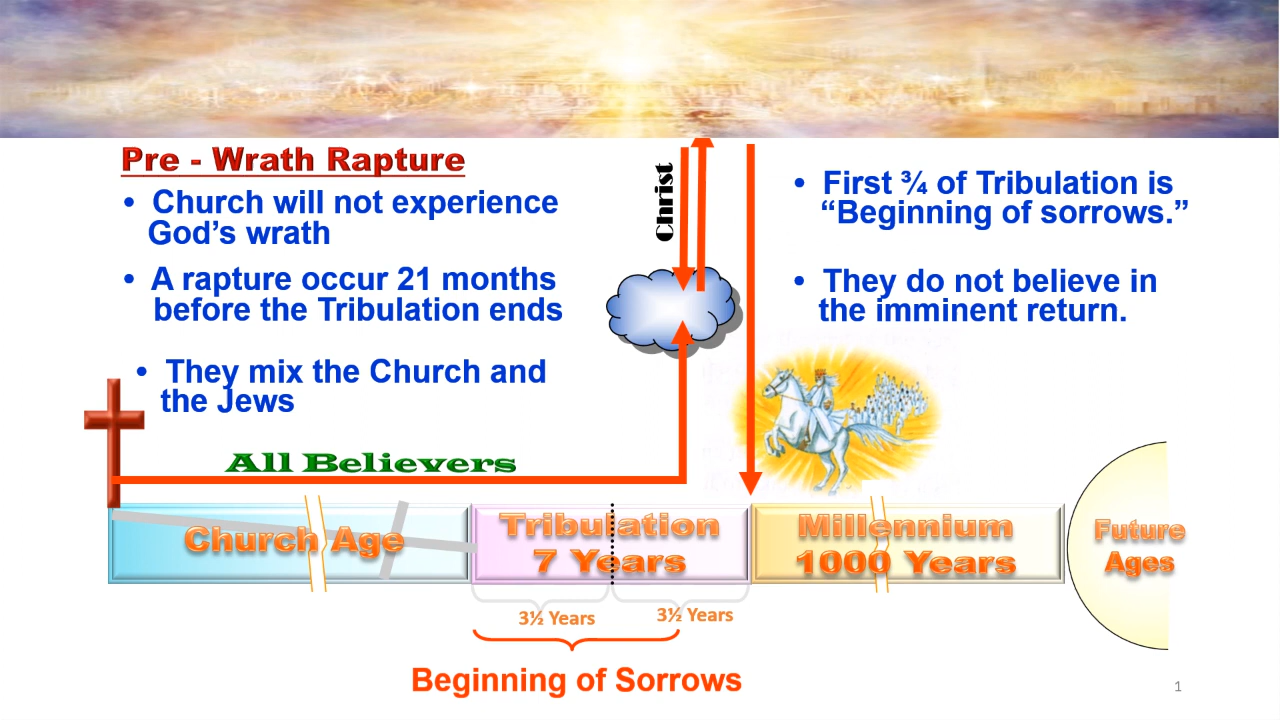 Pre - Wrath Rapture
• Church will not experience
God’s wrath
• A rapture occur 21 months
before the Tribulation ends
• They mix the Church and
the Jews
Christ
• First ¾ of Tribulation is
“Beginning of sorrows.”
• They do not believe in
the imminent return.
All Believers
Church Age
Tribulation
7 Years
Millennium
1000 Years
Future
Ages
3½ Years
3½ Years
Beginning of Sorrows
1